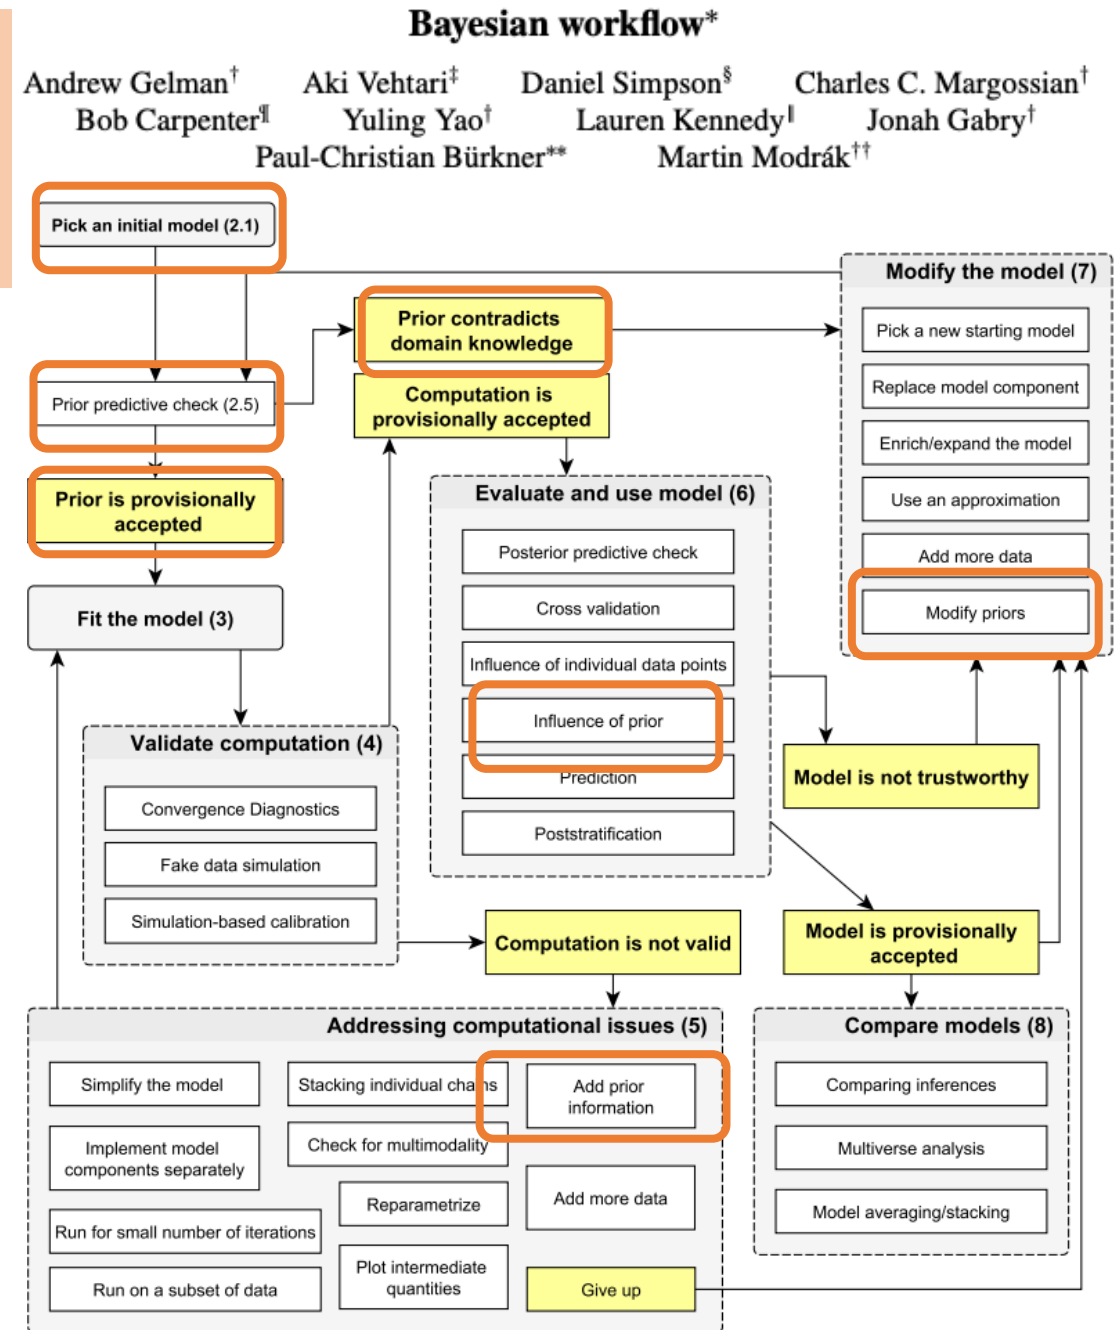 Bayesian workflow*
Andrew Gelman† Aki Vehtari‡ Daniel Simpson§ Charles C. Margossian†
Bob Carpenter¶ Yuling Yao† Lauren Kennedy‖ Jonah Gabry†
Paul-Christian Bürkner** Martin Modrák††
Pick an initial model (2.1)
Prior predictive check (2.5)
Prior is provisionally
accepted
Fit the model (3)
Prior contradicts
domain knowledge
Computation is
provisionally accepted
Modify the model (7)
Pick a new starting model
Replace model component
Enrich/expand the model
Use an approximation
Add more data
Modify priors
Evaluate and use model (6)
Posterior predictive check
Cross validation
Influence of individual data points
Influence of prior
Prediction
Poststratification
Validate computation (4)
Convergence Diagnostics
Fake data simulation
Simulation-based calibration
Model is not trustworthy
Computation is not valid
Model is provisionally
accepted
Addressing computational issues (5)
Simplify the model
Implement model
components separately
Run for small number of iterations
Run on a subset of data
Stacking individual chains
Check for multimodality
Reparametrize
Plot intermediate
quantities
Add prior
information
Add more data
Give up
Compare models (8)
Comparing inferences
Multiverse analysis
Model averaging/stacking